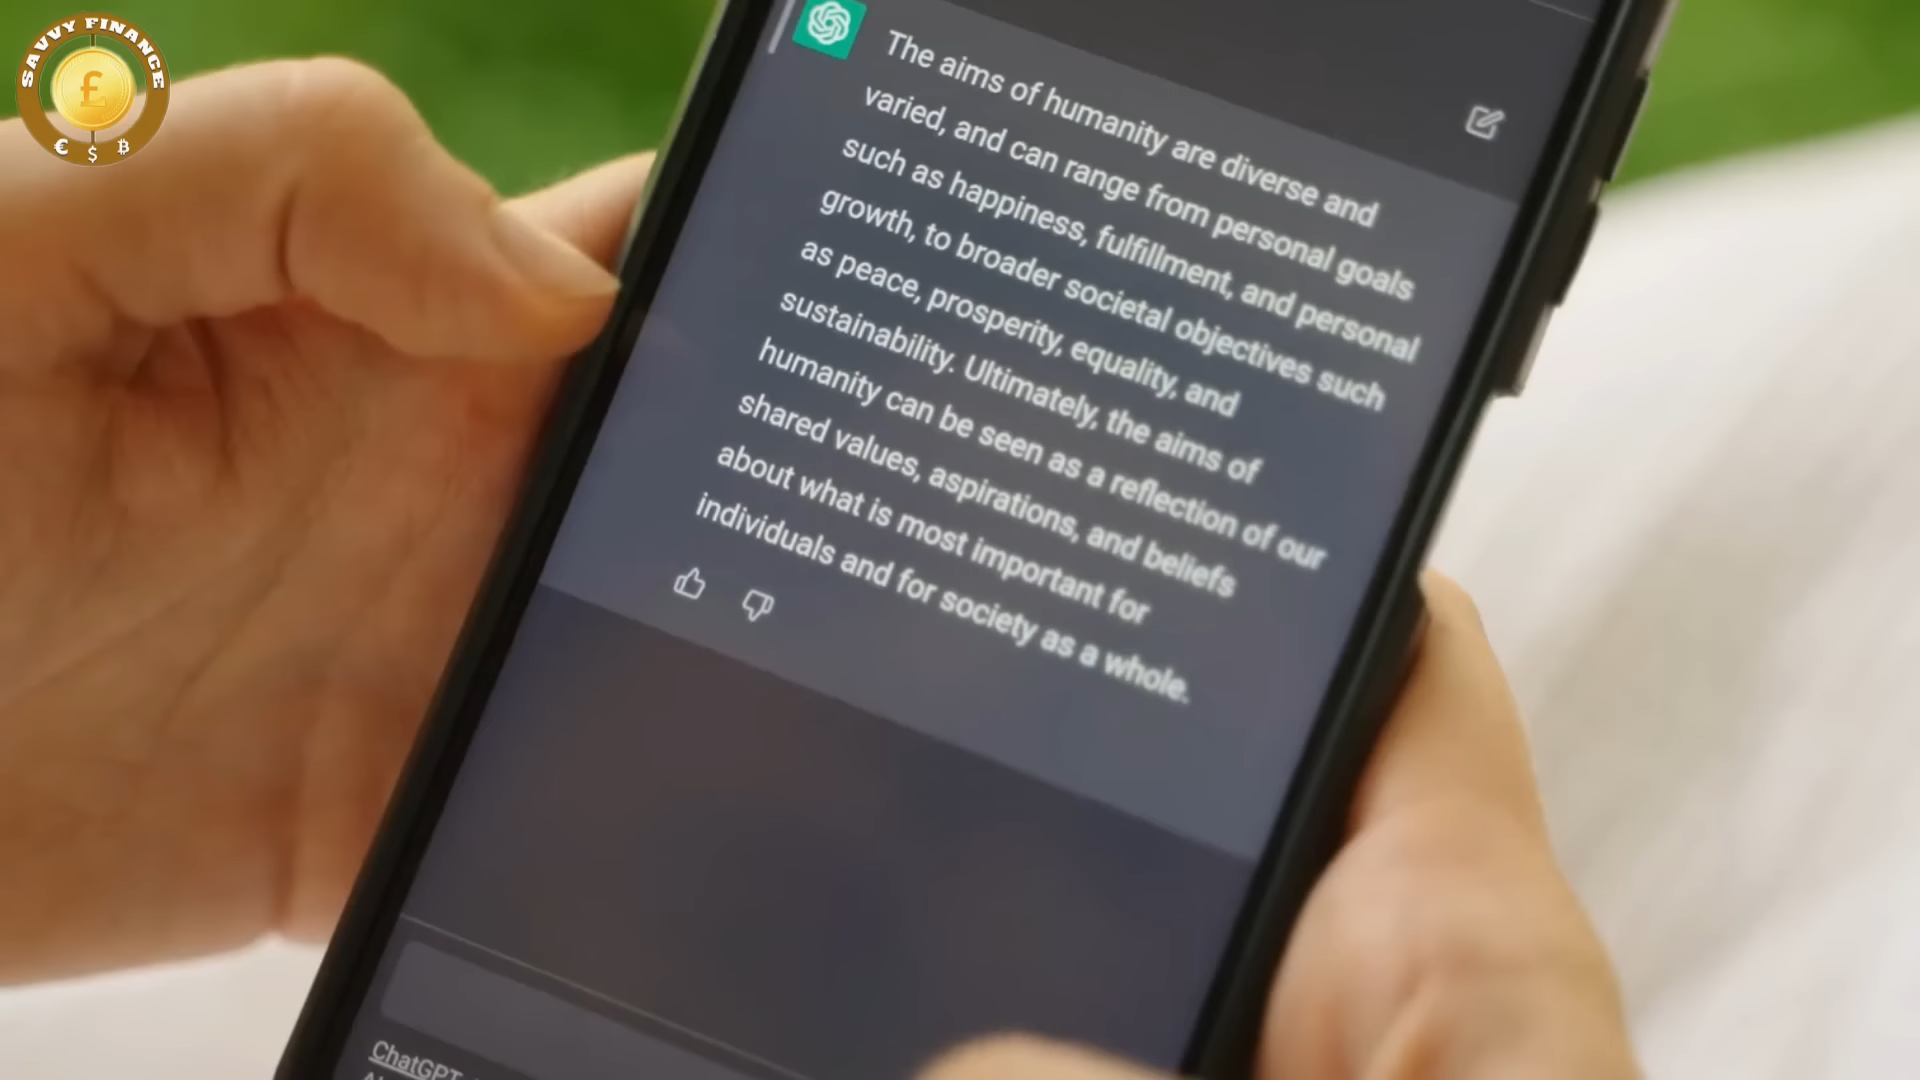 SAVVY FINANCE
£
€ $ ₿
The aims of humanity are diverse and
varied, and can range from personal goals
such as happiness, fulfillment, and personal
growth, to broader societal objectives such
as peace, prosperity, equality, and
sustainability. Ultimately, the aims of
humanity can be seen as a reflection of our
shared values, aspirations, and beliefs
about what is most important for
individuals and for society as a whole.
ChatGPT